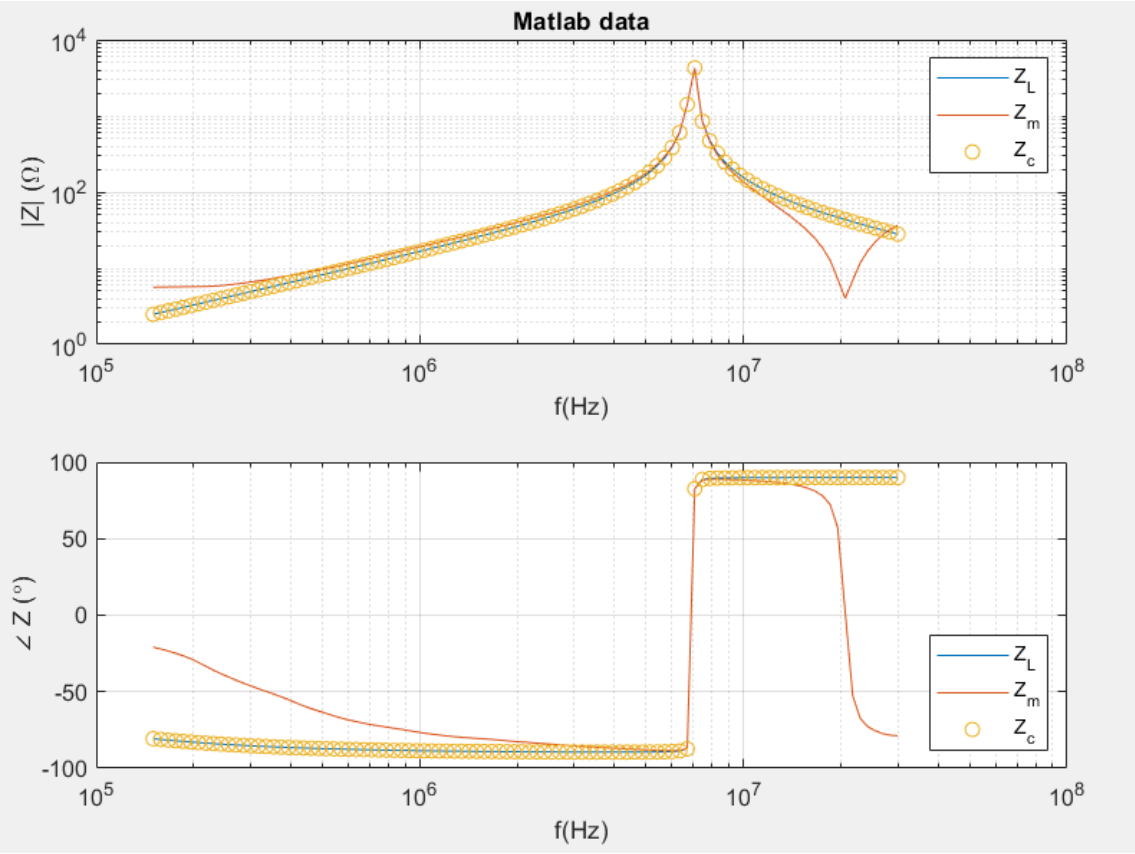 Matlab data
10^4
10^2
10^0
|Z| (Ω)
Z_L
Z_m
Z_c
10^5
10^6
10^7
10^8
f(Hz)
100
50
0
-50
-100
∠ Z (°)
Z_L
Z_m
Z_c
10^5
10^6
10^7
10^8
f(Hz)